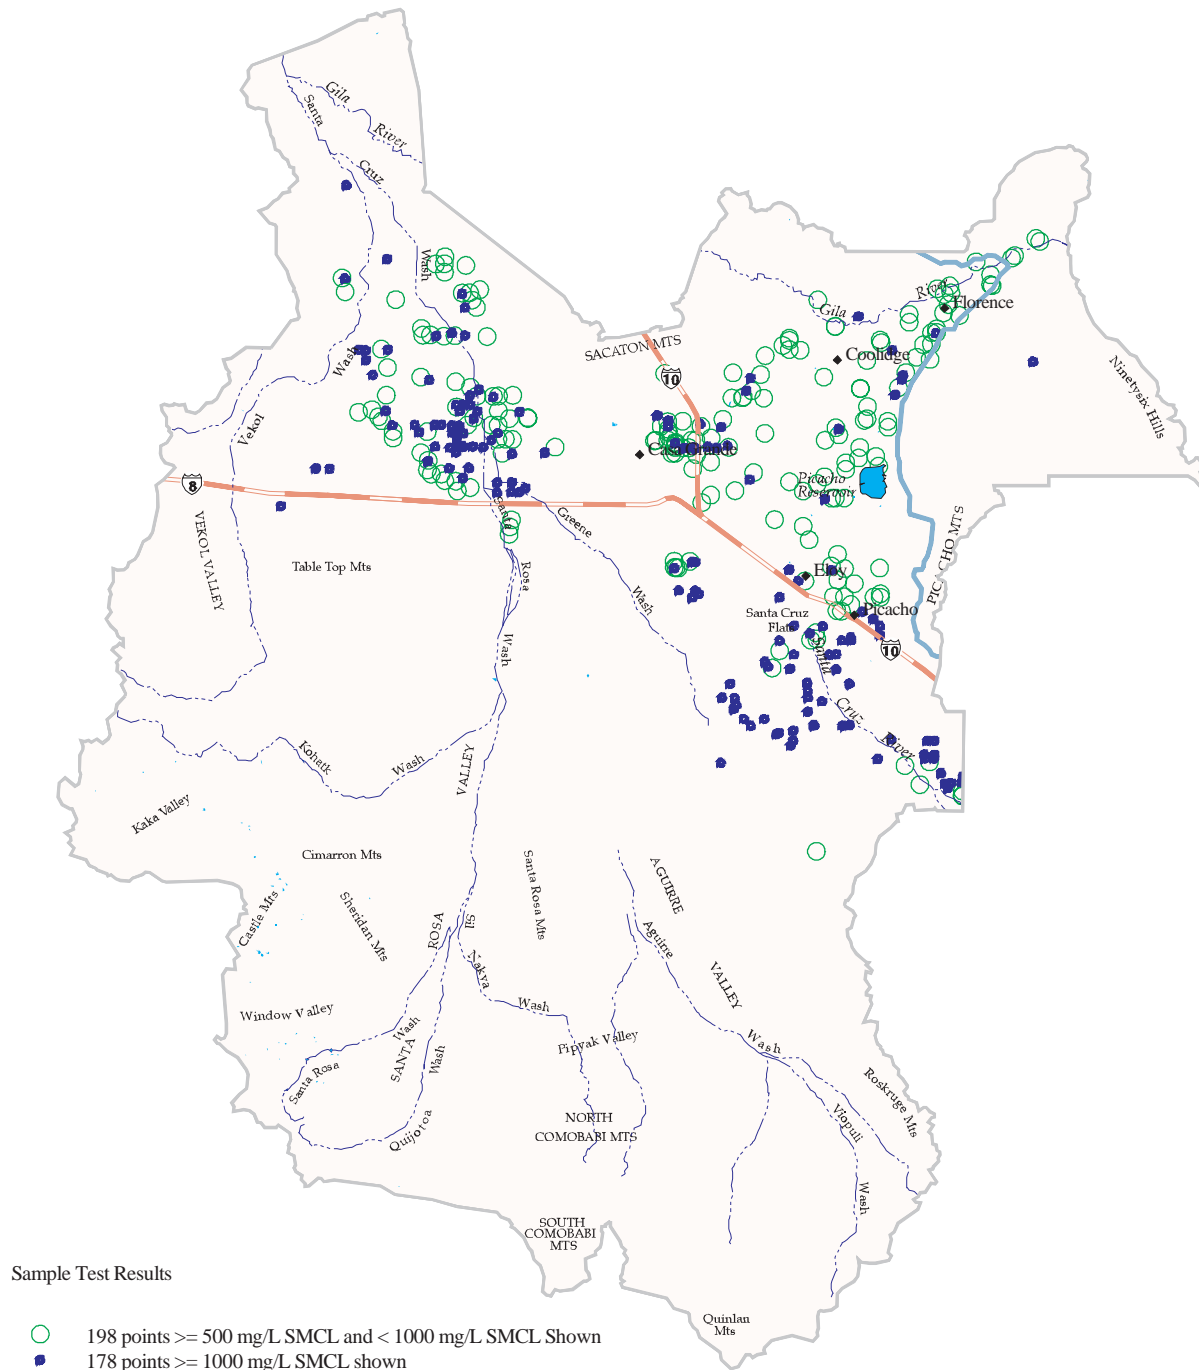 Gila
River
Santa
Cruz
Wash
Wash
Vekol
8
VEKOL VALLEY
Table Top Mts
SACATON MTS
10
Gila
River
Florence
Coolidge
Ninetysix Hills
Casa Grande
Picacho
Reservoir
PICACHO MTS
Santa
Rosa
Wash
Greene
Wash
Eloy
Picacho
Santa Cruz
Flats
10
Santa
Cruz
River
Kohatk
Wash
VALLEY
Kaka Valley
Cimarron Mts
Castle Mts
Sheridan Mts
ROSA
Sil
Nakya
Wash
Santa Rosa Mts
AGUIRRE
Aguirre
VALLEY
Wash
Window Valley
Wash
SANTA
Wash
Santa Rosa
Quijotoa
Pipyak Valley
NORTH
COMOBABI MTS
Roskruge Mts
Viopuli
Wash
SOUTH
COMOBABI
MTS
Quinlan
Mts
Sample Test Results
198 points >= 500 mg/L SMCL and < 1000 mg/L SMCL Shown
178 points >= 1000 mg/L SMCL shown